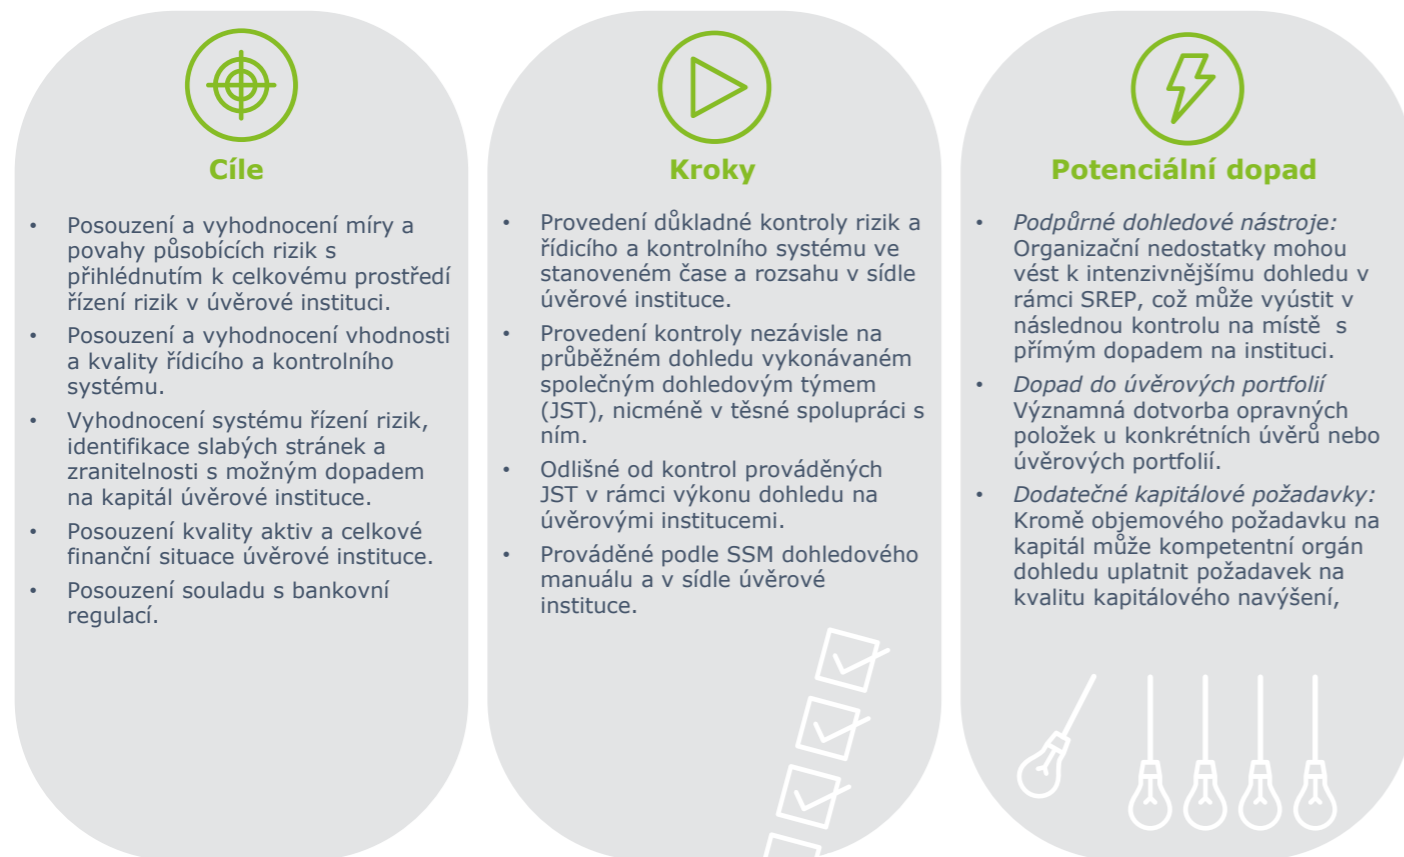 Cíle
• Posouzení a vyhodnocení míry a
povahy působících rizik s
přihlédnutím k celkovému prostředí
řízení rizik v úvěrové instituci.
• Posouzení a vyhodnocení vhodnosti
a kvality řídicího a kontrolního
systému.
• Vyhodnocení systému řízení rizik,
identifikace slabých stránek a
zranitelnosti s možným dopadem
na kapitál úvěrové instituce.
• Posouzení kvality aktiv a celkové
finanční situace úvěrové instituce.
• Posouzení souladu s bankovní
regulací.
Kroky
• Provedení důkladné kontroly rizik a
řídicího a kontrolního systému ve
stanoveném čase a rozsahu v sídle
úvěrové instituce.
• Provedení kontroly nezávisle na
průběžném dohledu vykonávaném
společným dohledovým týmem
(JST), nicméně v těsné spolupráci s
ním.
• Odlišné od kontrol prováděných
JST v rámci výkonu dohledu na
úvěrovými institucemi.
• Prováděné podle SSM dohledového
manuálu a v sídle úvěrové
instituce.
Potenciální dopad
• Podpůrné dohledové nástroje:
Organizační nedostatky mohou
vést k intenzivnějšímu dohledu v
rámci SREP, což může vyústit v
následnou kontrolu na místě s
přímým dopadem na instituci.
• Dopad do úvěrových portfolií
Významná dotvorba opravných
položek u konkrétních úvěrů nebo
úvěrových portfolií.
• Dodatečné kapitálové požadavky:
Kromě objemového požadavku na
kapitál může kompetentní orgán
dohledu uplatnit požadavek na
kvalitu kapitálového navýšení,